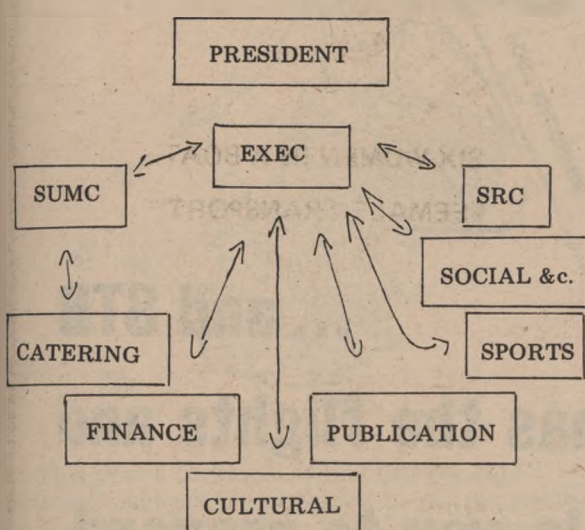 PRESIDENT
EXEC
SUMC
SRC
SOCIAL &c.
CATERING
SPORTS
FINANCE
PUBLICATION
CULTURAL